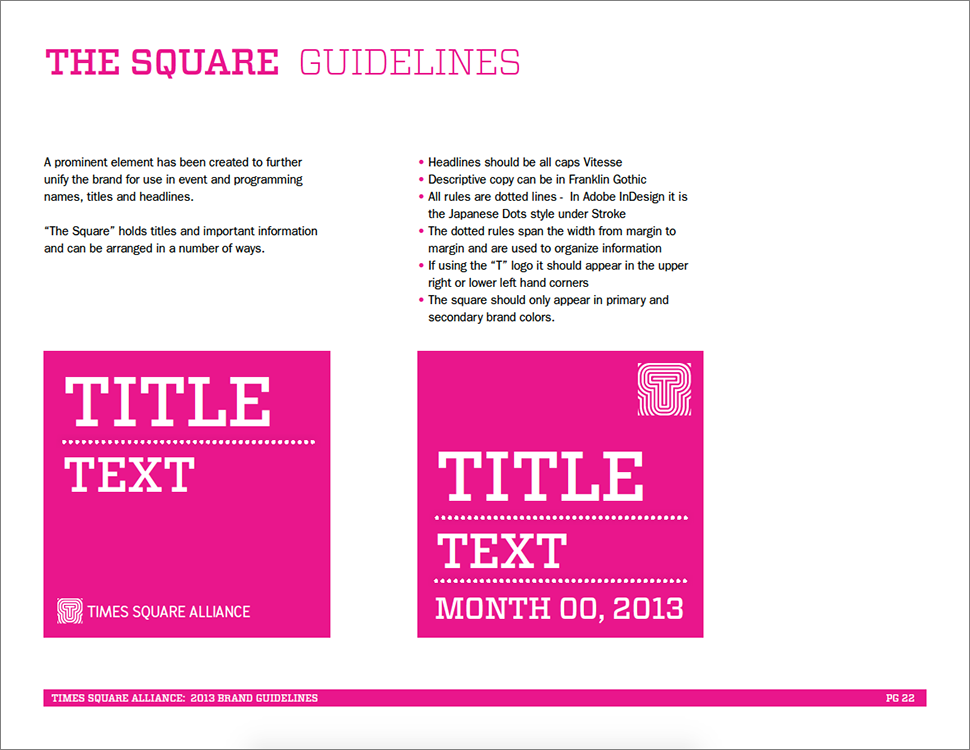 THE SQUARE GUIDELINES
A prominent element has been created to further
unify the brand for use in event and programming
names, titles and headlines.
“The Square” holds titles and important information
and can be arranged in a number of ways.
• Headlines should be all caps Vitesse
• Descriptive copy can be in Franklin Gothic
• All rules are dotted lines - In Adobe InDesign it is
the Japanese Dots style under Stroke
• The dotted rules span the width from margin to
margin and are used to organize information
• If using the “T” logo it should appear in the upper
right or lower left hand corners
• The square should only appear in primary and
secondary brand colors.
TITLE
TEXT
T TIMES SQUARE ALLIANCE
T
TITLE
TEXT
MONTH 00, 2013
TIMES SQUARE ALLIANCE: 2013 BRAND GUIDELINES
PG 22